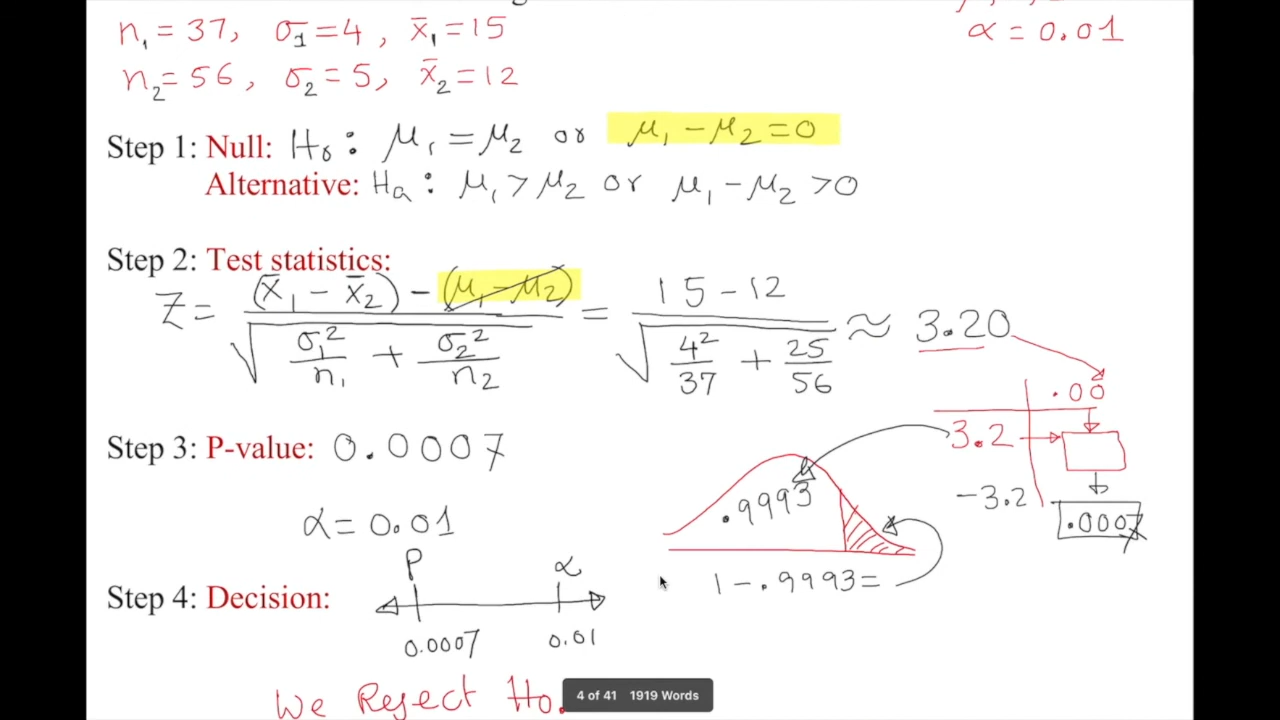 n₁ = 37, σ₁ = 4, x̄₁ = 15
α = 0.01
n₂ = 56, σ₂ = 5, x̄₂ = 12
Step 1: Null: H₀ : μ₁ = μ₂ or μ₁ − μ₂ = 0
Alternative: Hₐ : μ₁ > μ₂ or μ₁ − μ₂ > 0
Step 2: Test statistics:
Z = (x̄₁ − x̄₂) − (μ₁ − μ₂) / √(σ₁²/n₁ + σ₂²/n₂) = 15 − 12 / √(4²/37 + 25/56) ≈ 3.20
.00
3.2
−3.2
.0007
Step 3: P-value: 0.0007
.9993
1 − .9993 =
α = 0.01
P α
Step 4: Decision:
0.0007 0.01
We Reject H₀.
4 of 41 1919 Words